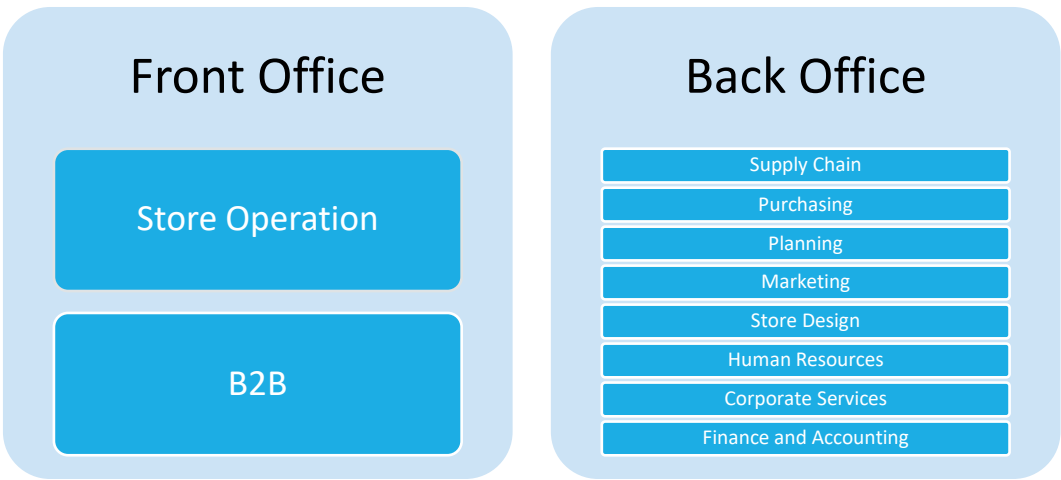 Front Office
Store Operation
B2B
Back Office
Supply Chain
Purchasing
Planning
Marketing
Store Design
Human Resources
Corporate Services
Finance and Accounting